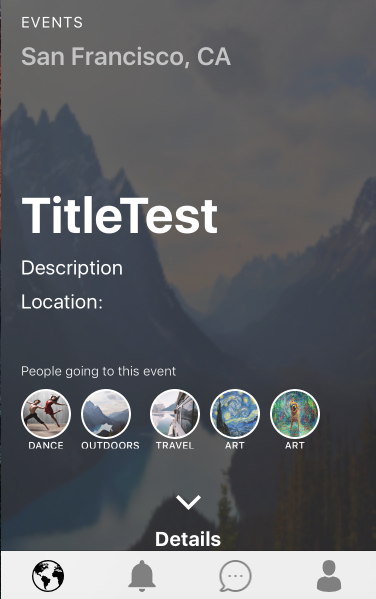 EVENTS
San Francisco, CA
TitleTest
Description
Location:
People going to this event
DANCE OUTDOORS TRAVEL ART ART
Details